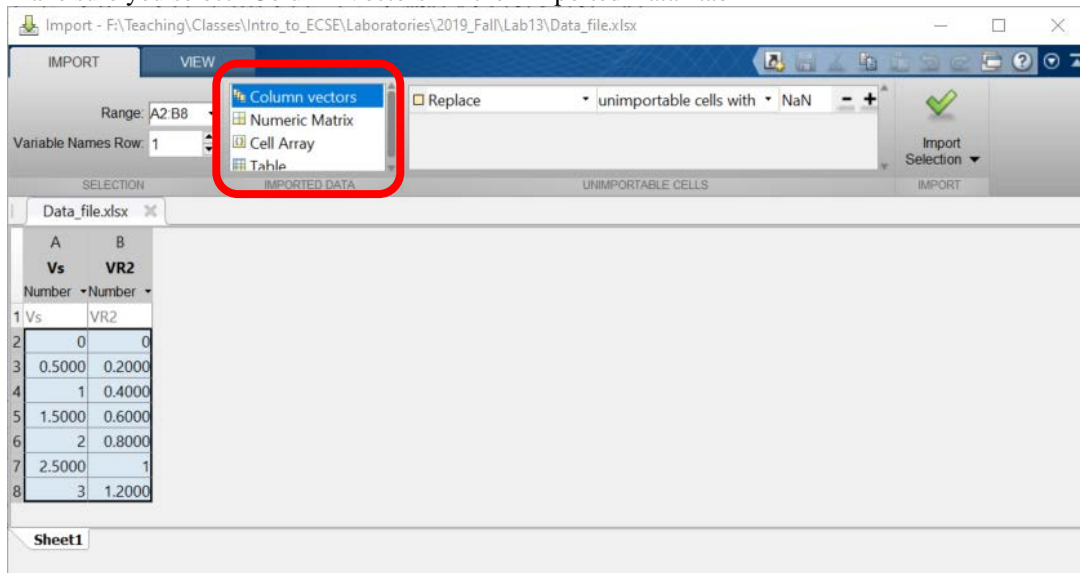 Import - F:\Teaching\Classes\Intro_to_ECSE\Laboratories\2019_Fall\Lab13\Data_file.xlsx
IMPORT VIEW
Range: A2:B8
Variable Names Row: 1
SELECTION
Column vectors
Numeric Matrix
Cell Array
Table
IMPORTED DATA
Replace unimportable cells with NaN - +
UNIMPORTABLE CELLS
Import
Selection
IMPORT
Data_file.xlsx
A B
Vs VR2
Number Number
1 Vs VR2
2 0 0
3 0.5000 0.2000
4 1 0.4000
5 1.5000 0.6000
6 2 0.8000
7 2.5000 1
8 3 1.2000
Sheet1